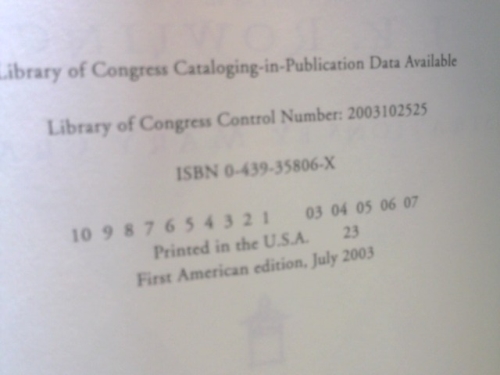 Library of Congress Cataloging-in-Publication Data Available
Library of Congress Control Number: 2003102525
ISBN 0-439-35806-X
10 9 8 7 6 5 4 3 2 1 03 04 05 06 07
Printed in the U.S.A. 23
First American edition, July 2003